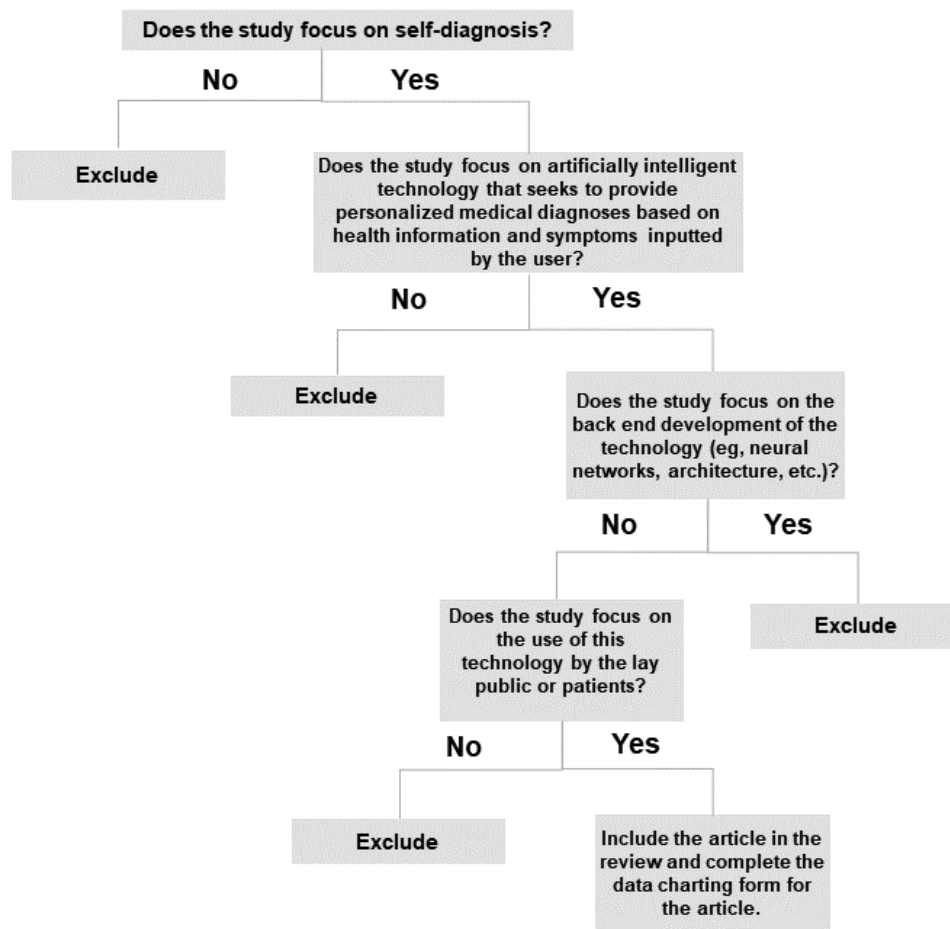 Does the study focus on self-diagnosis?
No
Yes
Exclude
Does the study focus on artificially intelligent
technology that seeks to provide
personalized medical diagnoses based on
health information and symptoms inputted
by the user?
No
Yes
Exclude
Does the study focus on the
back end development of the
technology (eg, neural
networks, architecture, etc.)?
No
Yes
Does the study focus on
the use of this
technology by the lay
public or patients?
Exclude
No
Yes
Exclude
Include the article in the
review and complete the
data charting form for
the article.